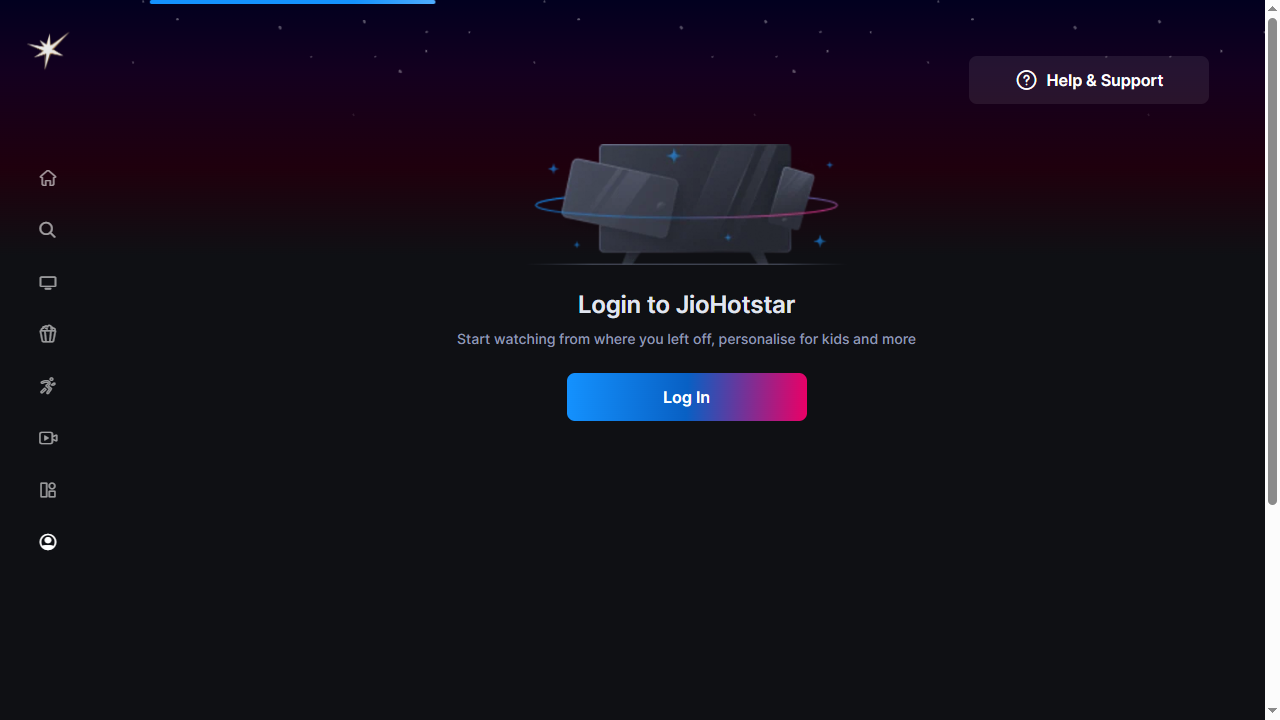 Help & Support
Login to JioHotstar
Start watching from where you left off, personalise for kids and more
Log In